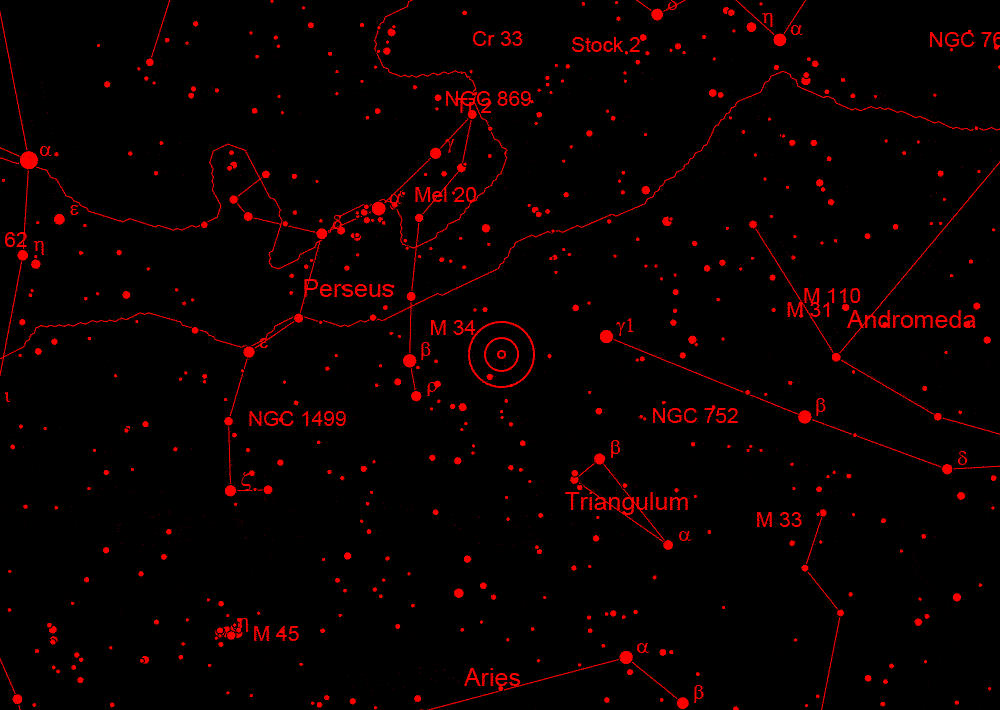 δ
η
α
Cr 33
Stock 2
NGC 76
NGC 869
α
γ
ε
Mel 20
α
δ
62
η
Perseus
M 110
M 31
Andromeda
M 34
γ1
ε
β
ι
ρ
β
NGC 1499
NGC 752
β
δ
ζ
Triangulum
M 33
α
η
M 45
α
Aries
β